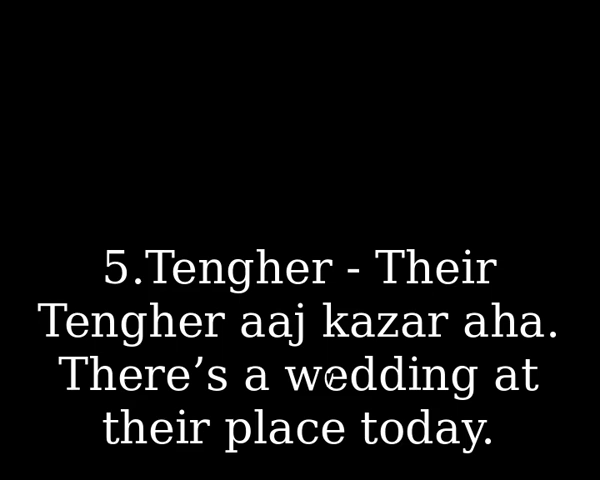 5.Tengher - Their
Tengher aaj kazar aha.
There’s a wedding at
their place today.